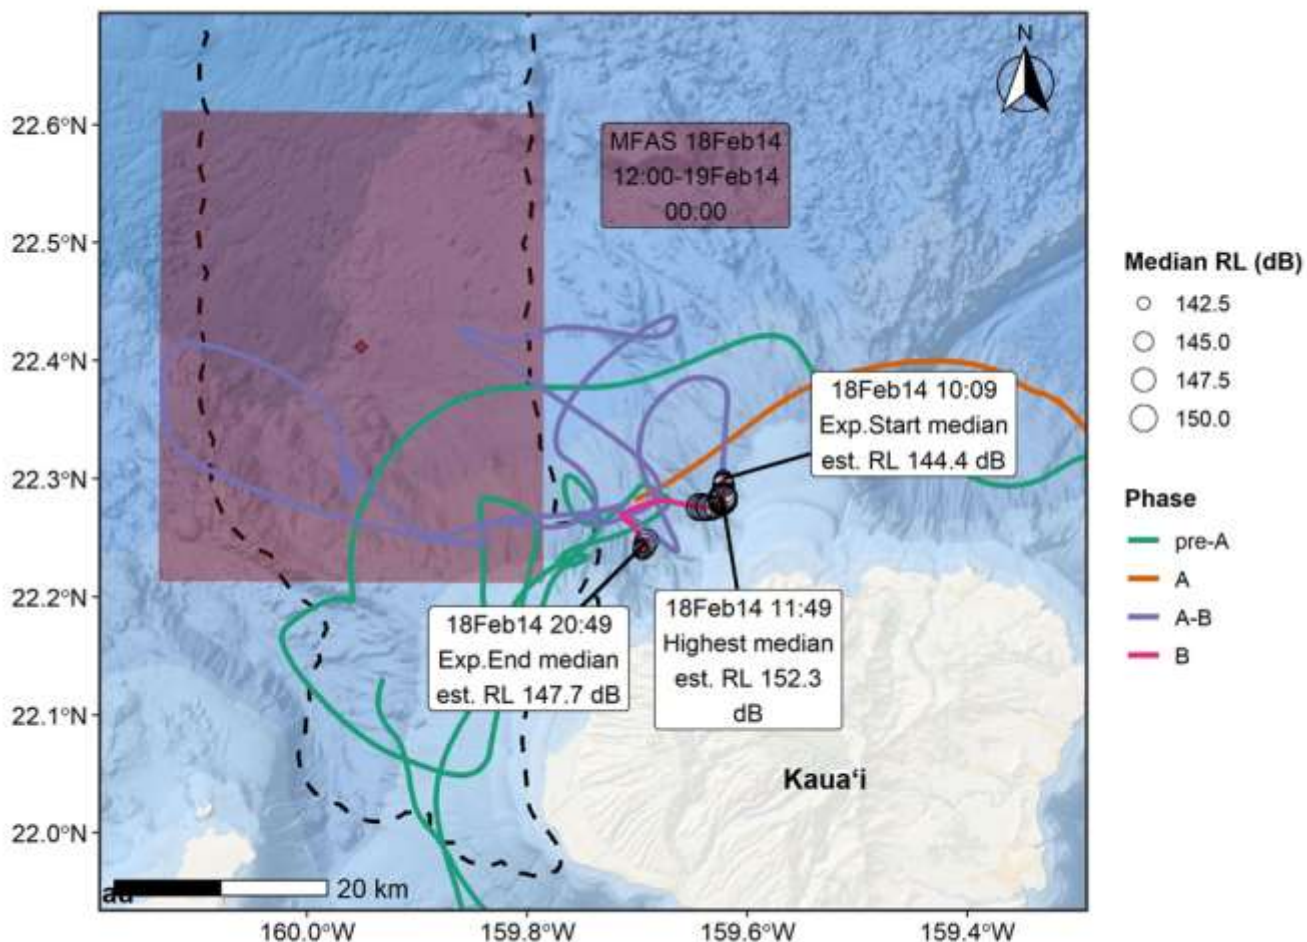 N
22.6°N
22.5°N
22.4°N
22.3°N
22.2°N
22.1°N
22.0°N
MFAS 18Feb14
12:00-19Feb14
00:00
18Feb14 10:09
Exp.Start median
est. RL 144.4 dB
18Feb14 20:49
Exp.End median
est. RL 147.7 dB
18Feb14 11:49
Highest median
est. RL 152.3
dB
Kauaʻi
au
20 km
160.0°W
159.8°W
159.6°W
159.4°W
Median RL (dB)
142.5
145.0
147.5
150.0
Phase
pre-A
A
A-B
B